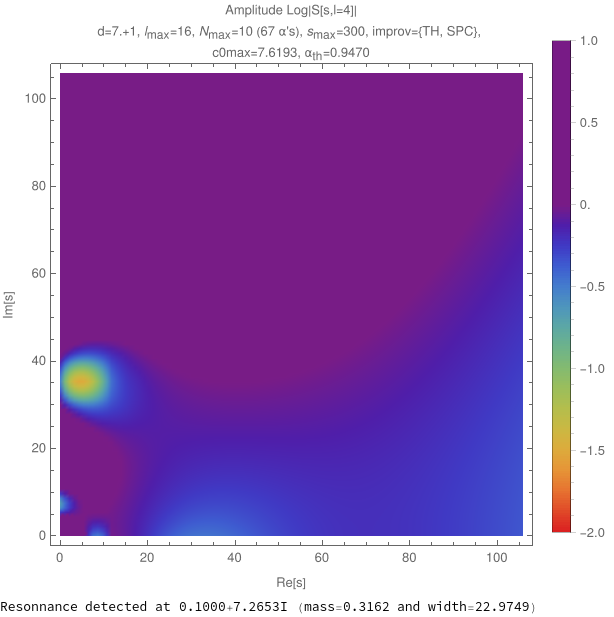 Amplitude Log|S[s,l=4]|
d=7.+1, lmax=16, Nmax=10 (67 α's), smax=300, improv={TH, SPC},
c0max=7.6193, αth=0.9470
1.0
0.5
0.
−0.5
−1.0
−1.5
−2.0
Im[s]
100
80
60
40
20
0
0 20 40 60 80 100
Re[s]
Resonnance detected at 0.1000+7.2653I (mass=0.3162 and width=22.9749)